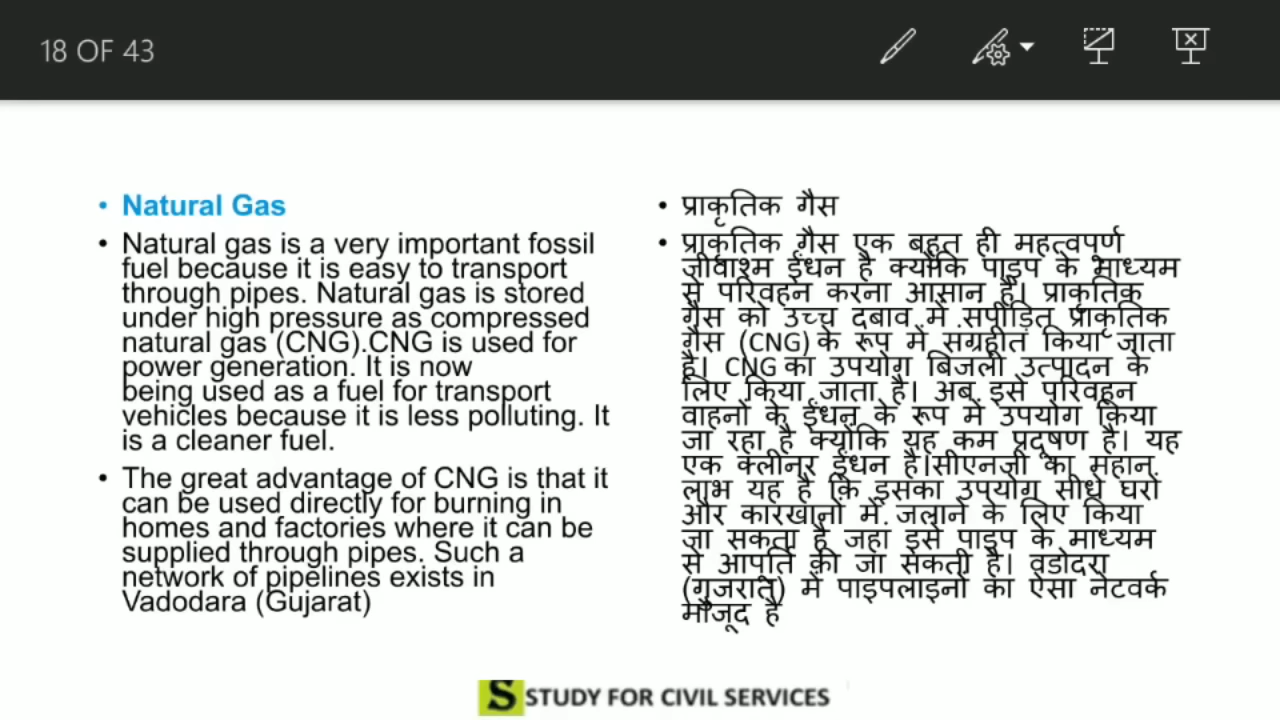 18 OF 43
Natural Gas
Natural gas is a very important fossil
fuel because it is easy to transport
through pipes. Natural gas is stored
under high pressure as compressed
natural gas (CNG).CNG is used for
power generation. It is now
being used as a fuel for transport
vehicles because it is less polluting. It
is a cleaner fuel.
The great advantage of CNG is that it
can be used directly for burning in
homes and factories where it can be
supplied through pipes. Such a
network of pipelines exists in
Vadodara (Gujarat)
प्राकृतिक गैस
प्राकृतिक गैस एक बहुत ही महत्वपूर्ण
जीवाश्म ईंधन है क्योंकि पाइप के माध्यम
से परिवहन करना आसान है। प्राकृतिक
गैस को उच्च दबाव में संपीड़ित प्राकृतिक
गैस (CNG) के रूप में संग्रहीत किया जाता
है। CNG का उपयोग बिजली उत्पादन के
लिए किया जाता है। अब इसे परिवहन
वाहनों के ईंधन के रूप में उपयोग किया
जा रहा है क्योंकि यह कम प्रदूषण है। यह
एक क्लीनर ईंधन है।सीएनजी का महान
लाभ यह है कि इसका उपयोग सीधे घरों
और कारखानों में जलाने के लिए किया
जा सकता है जहां इसे पाइप के माध्यम
से आपूर्ति की जा सकती है। वडोदरा
(गुजरात) में पाइपलाइनों का ऐसा नेटवर्क
मौजूद है
S STUDY FOR CIVIL SERVICES